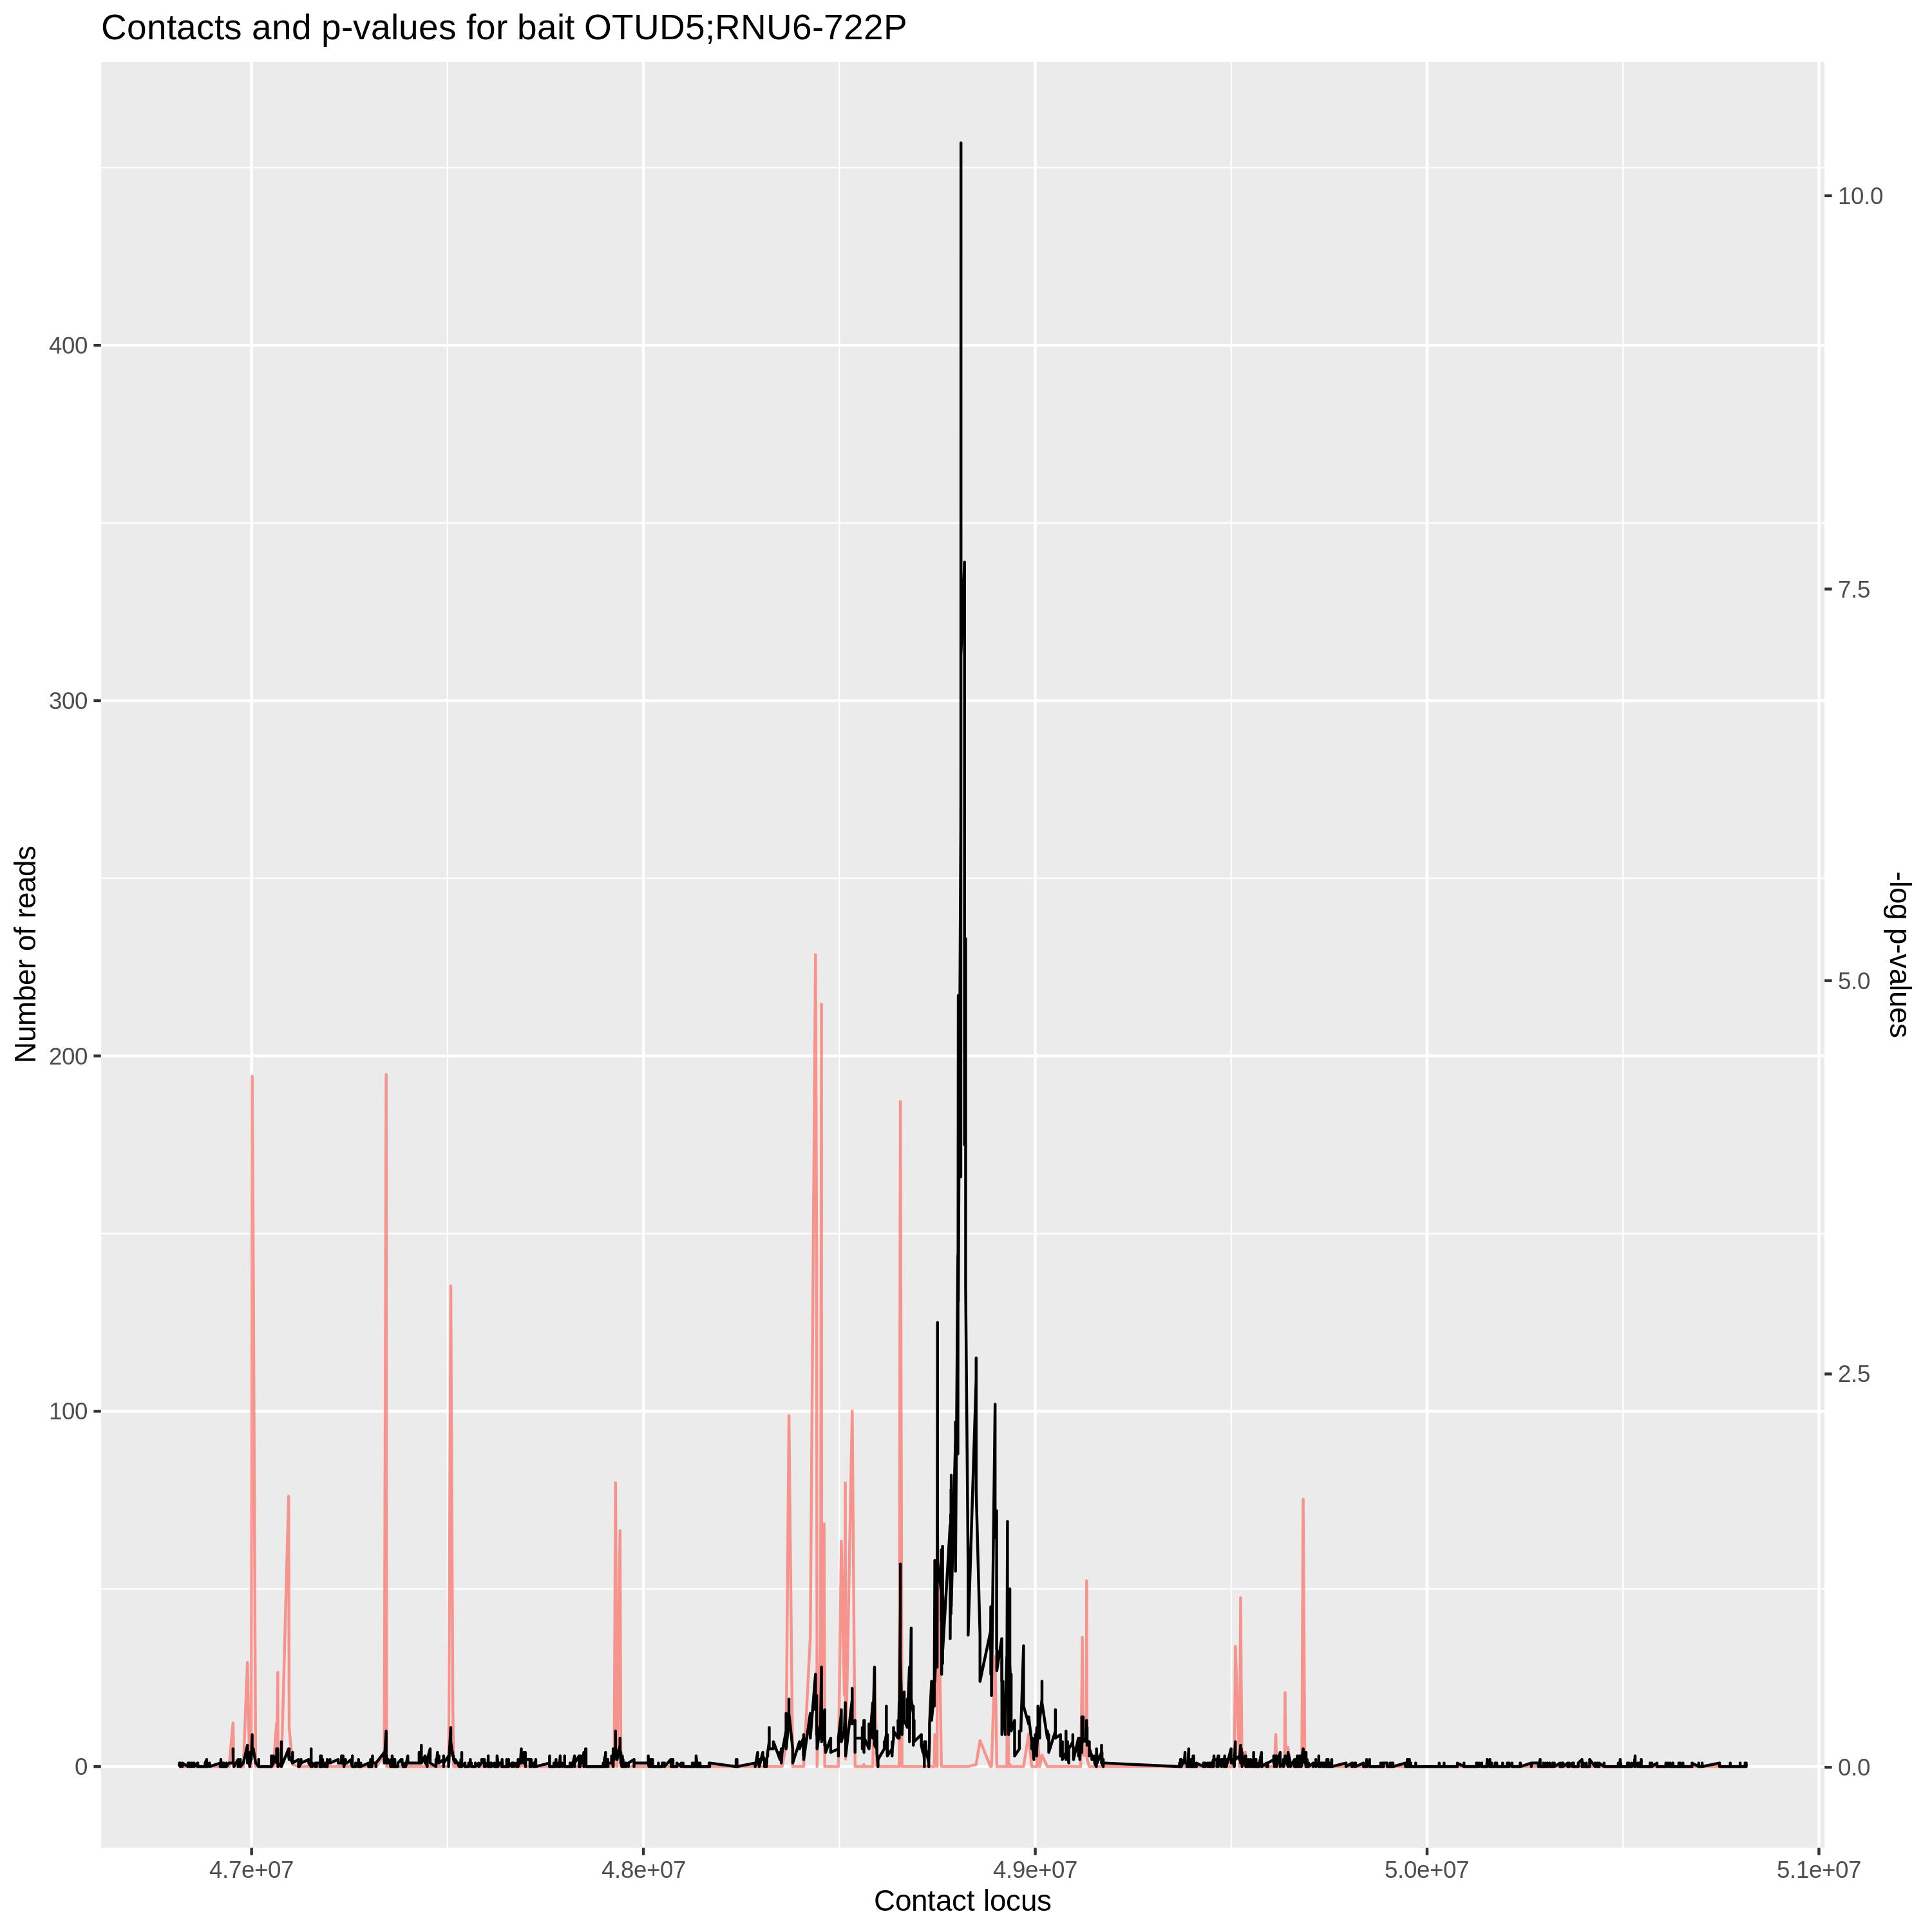 Contacts and p-values for bait OTUD5;RNU6-722P
400
300
200
100
0
Number of reads
10.0
7.5
5.0
2.5
0.0
-log p-values
4.7e+07
4.8e+07
4.9e+07
5.0e+07
5.1e+07
Contact locus